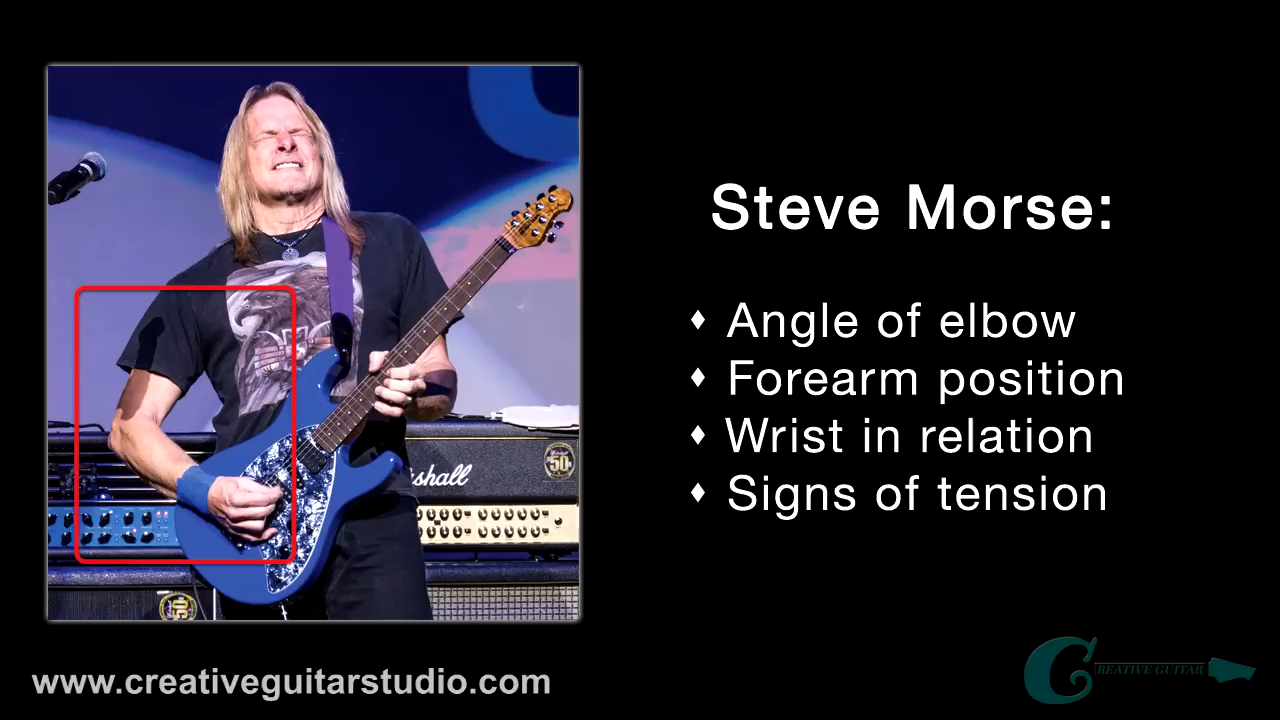 Steve Morse:
♦ Angle of elbow
♦ Forearm position
♦ Wrist in relation
♦ Signs of tension
shall
50
50
www.creativeguitarstudio.com
CREATIVE GUITAR